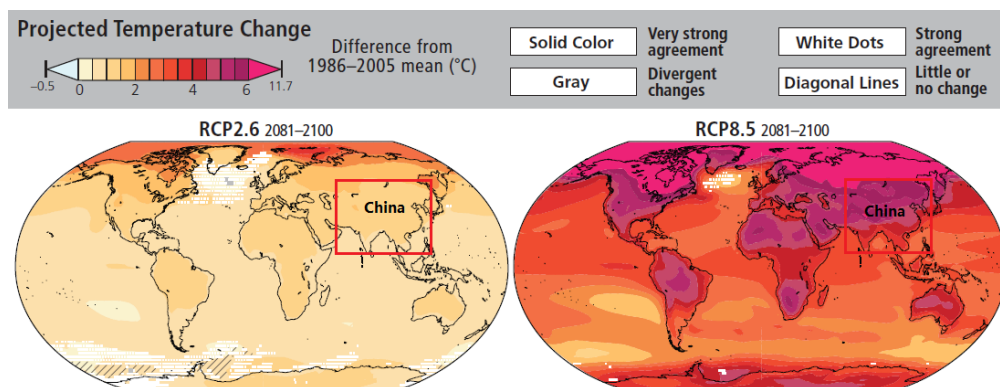 Projected Temperature Change
Difference from
1986–2005 mean (°C)
−0.5 0 2 4 6 11.7
Solid Color
Very strong
agreement
White Dots
Strong
agreement
Gray
Divergent
changes
Diagonal Lines
Little or
no change
RCP2.6 2081–2100
RCP8.5 2081–2100
China
China